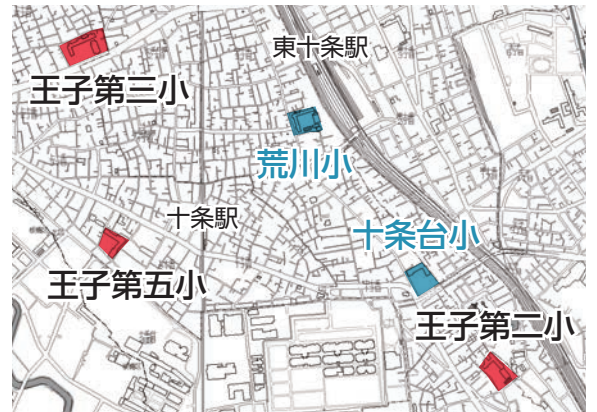 東十条駅
王子第三小
荒川小
十条駅
十条台小
王子第五小
王子第二小